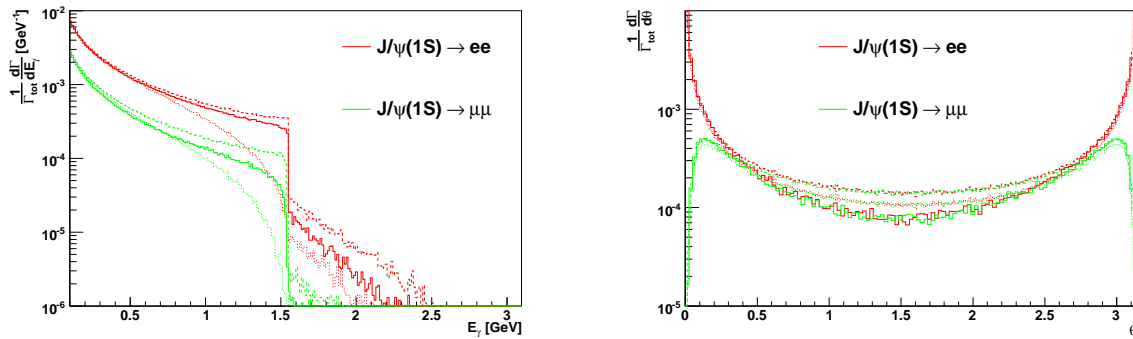 1/Γtot dΓ/dEγ [GeV⁻¹]
10⁻²
10⁻³
10⁻⁴
10⁻⁵
10⁻⁶
J/ψ(1S) → ee
J/ψ(1S) → μμ
0.5 1 1.5 2 2.5 3
Eγ [GeV]
1/Γtot dΓ/dθ
10⁻³
10⁻⁴
10⁻⁵
J/ψ(1S) → ee
J/ψ(1S) → μμ
0 0.5 1 1.5 2 2.5 3
θ